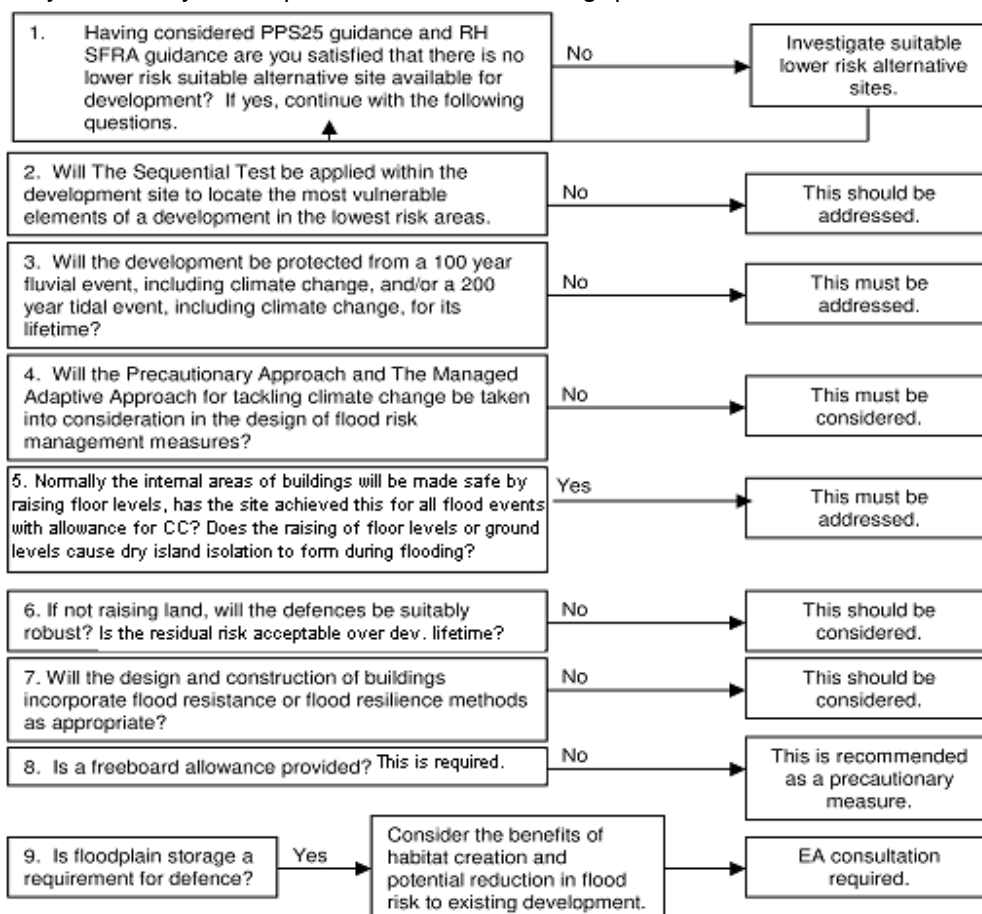 1. Having considered PPS25 guidance and RH
SFRA guidance are you satisfied that there is no
lower risk suitable alternative site available for
development? If yes, continue with the following
questions.
No
Investigate suitable
lower risk alternative
sites.
2. Will The Sequential Test be applied within the
development site to locate the most vulnerable
elements of a development in the lowest risk areas.
No
This should be
addressed.
3. Will the development be protected from a 100 year
fluvial event, including climate change, and/or a 200
year tidal event, including climate change, for its
lifetime?
No
This must be
addressed.
4. Will the Precautionary Approach and The Managed
Adaptive Approach for tackling climate change be taken
into consideration in the design of flood risk
management measures?
No
This must be
considered.
5. Normally the internal areas of buildings will be made safe by
raising floor levels, has the site achieved this for all flood events
with allowance for CC? Does the raising of floor levels or ground
levels cause dry island isolation to form during flooding?
Yes
This must be
addressed.
6. If not raising land, will the defences be suitably
robust? Is the residual risk acceptable over dev. lifetime?
No
This should be
considered.
7. Will the design and construction of buildings
incorporate flood resistance or flood resilience methods
as appropriate?
No
This should be
considered.
8. Is a freeboard allowance provided? This is required.
No
This is recommended
as a precautionary
measure.
9. Is floodplain storage a
requirement for defence?
Yes
Consider the benefits of
habitat creation and
potential reduction in flood
risk to existing development.
EA consultation
required.